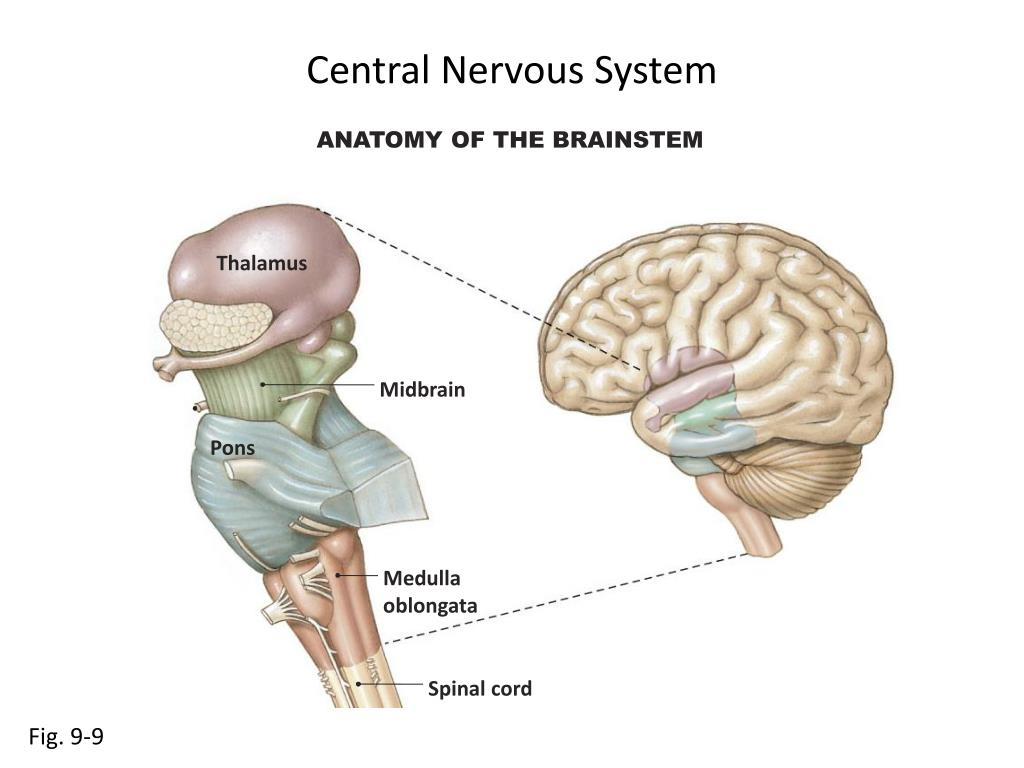 Central Nervous System
ANATOMY OF THE BRAINSTEM
Thalamus
Midbrain
Pons
Medulla
oblongata
Spinal cord
Fig. 9-9